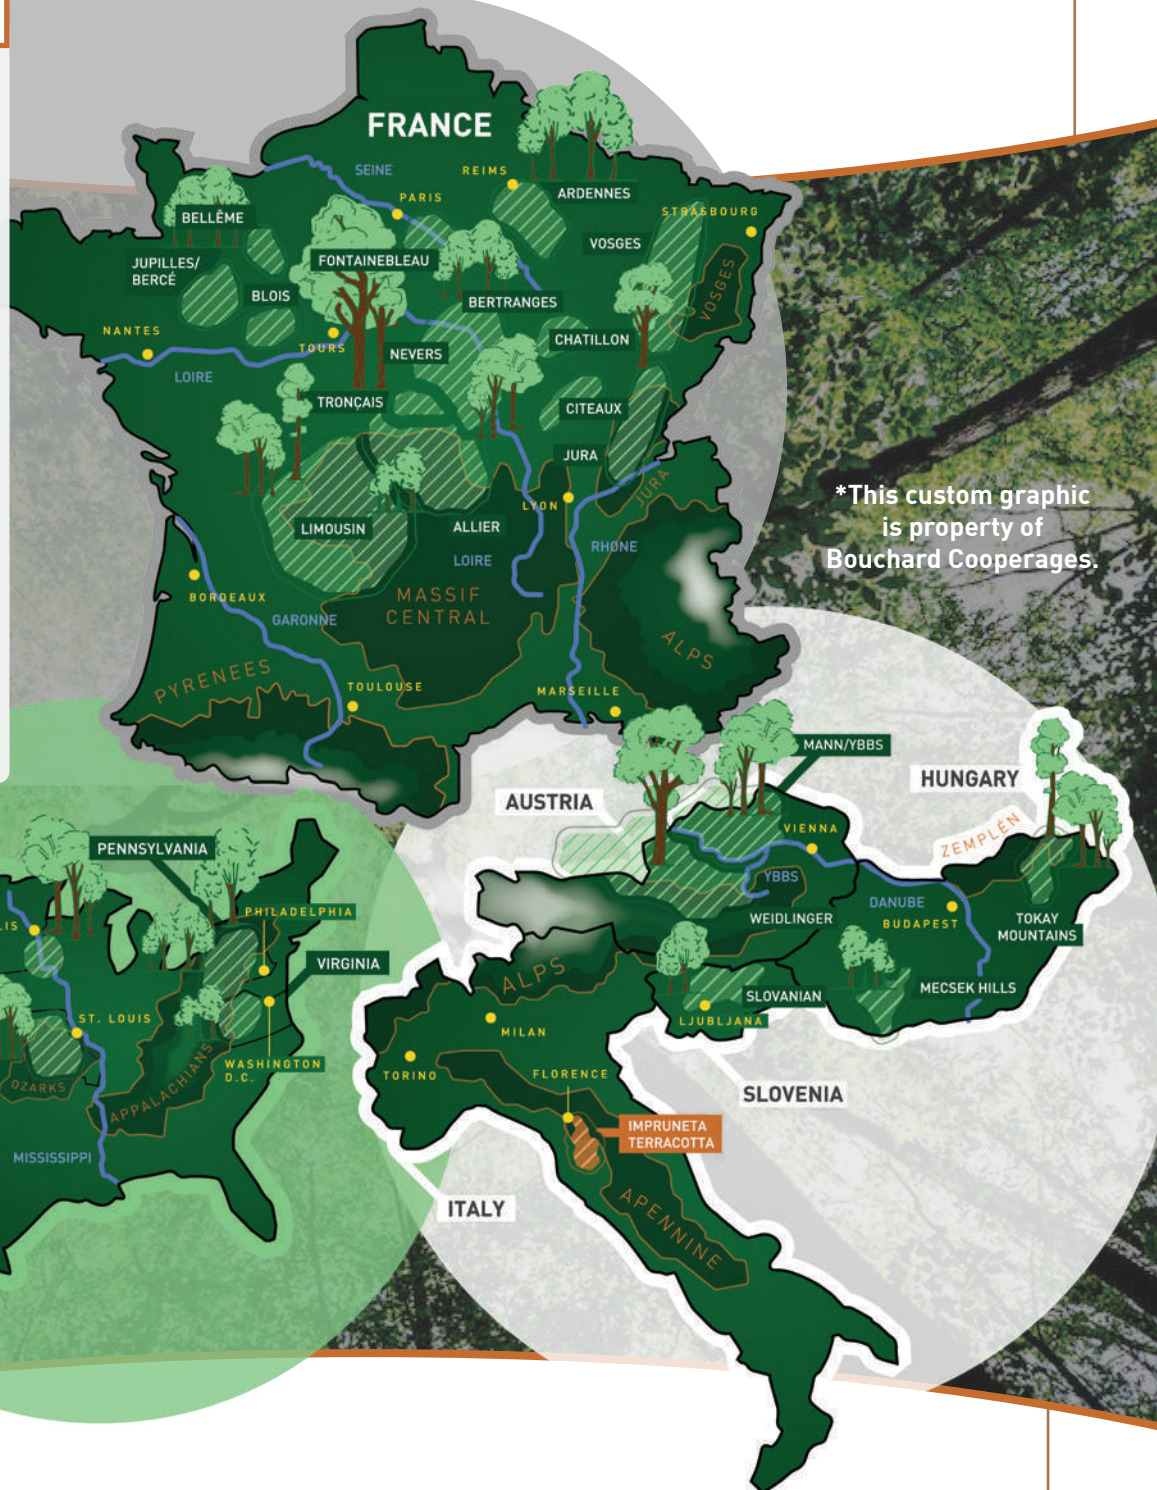 FRANCE
SEINE
REIMS
ARDENNES
PARIS
STRASBOURG
BELLÊME
VOSGES
FONTAINEBLEAU
JUPILLES/
BERCÉ
VOSGES
BLOIS
BERTRANGES
NANTES
CHATILLON
TOURS
NEVERS
LOIRE
TRONÇAIS
CITEAUX
JURA
JURA
LYON
LIMOUSIN
ALLIER
RHONE
LOIRE
BORDEAUX
MASSIF
CENTRAL
GARONNE
ALPS
PYRENEES
TOULOUSE
MARSEILLE
*This custom graphic
is property of
Bouchard Cooperages.
MANN/YBBS
AUSTRIA
HUNGARY
VIENNA
ZEMPLÉN
YBBS
DANUBE
WEIDLINGER
BUDAPEST
TOKAY
MOUNTAINS
MECSEK HILLS
SLOVANIAN
LJUBLJANA
SLOVENIA
PENNSYLVANIA
PHILADELPHIA
LIS
VIRGINIA
ST. LOUIS
WASHINGTON
D.C.
OZARKS
APPALACHIANS
MISSISSIPPI
ALPS
MILAN
TORINO
FLORENCE
IMPRUNETA
TERRACOTTA
APENNINE
ITALY